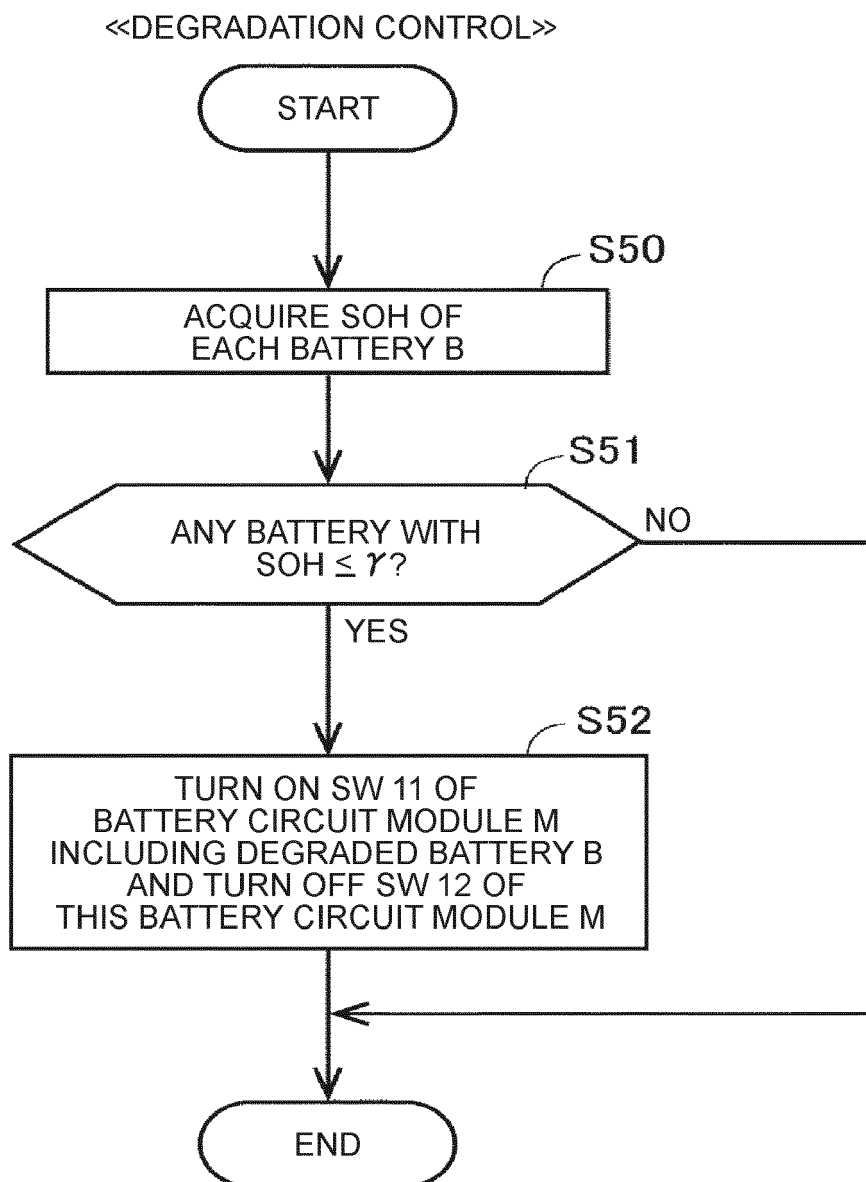 «DEGRADATION CONTROL»
START
S50
ACQUIRE SOH OF
EACH BATTERY B
S51
ANY BATTERY WITH
SOH ≤ γ?
NO
YES
S52
TURN ON SW 11 OF
BATTERY CIRCUIT MODULE M
INCLUDING DEGRADED BATTERY B
AND TURN OFF SW 12 OF
THIS BATTERY CIRCUIT MODULE M
END